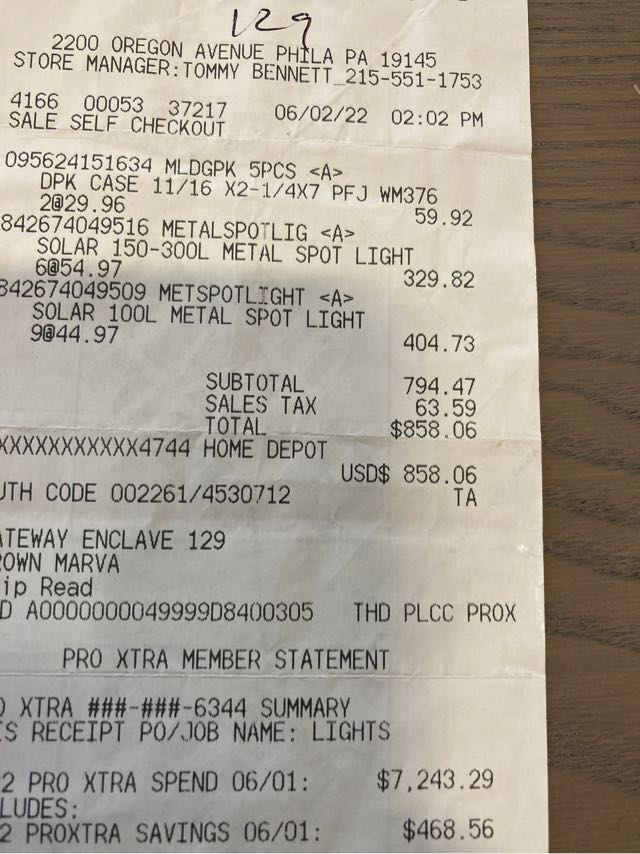 129
2200 OREGON AVENUE PHILA PA 19145
STORE MANAGER:TOMMY BENNETT 215-551-1753
4166 00053 37217 06/02/22 02:02 PM
SALE SELF CHECKOUT
095624151634 MLDGPK 5PCS <A>
DPK CASE 11/16 X2-1/4X7 PFJ WM376
2@29.96 59.92
842674049516 METALSPOTLIG <A>
SOLAR 150-300L METAL SPOT LIGHT
6@54.97 329.82
842674049509 METSPOTLIGHT <A>
SOLAR 100L METAL SPOT LIGHT
9@44.97 404.73
SUBTOTAL 794.47
SALES TAX 63.59
TOTAL $858.06
XXXXXXXXXXXX4744 HOME DEPOT
USD$ 858.06
UTH CODE 002261/4530712 TA
ATEWAY ENCLAVE 129
ROWN MARVA
ip Read
D A0000000049999D8400305 THD PLCC PROX
PRO XTRA MEMBER STATEMENT
O XTRA ###-###-6344 SUMMARY
IS RECEIPT PO/JOB NAME: LIGHTS
2 PRO XTRA SPEND 06/01: $7,243.29
LUDES:
2 PROXTRA SAVINGS 06/01: $468.56